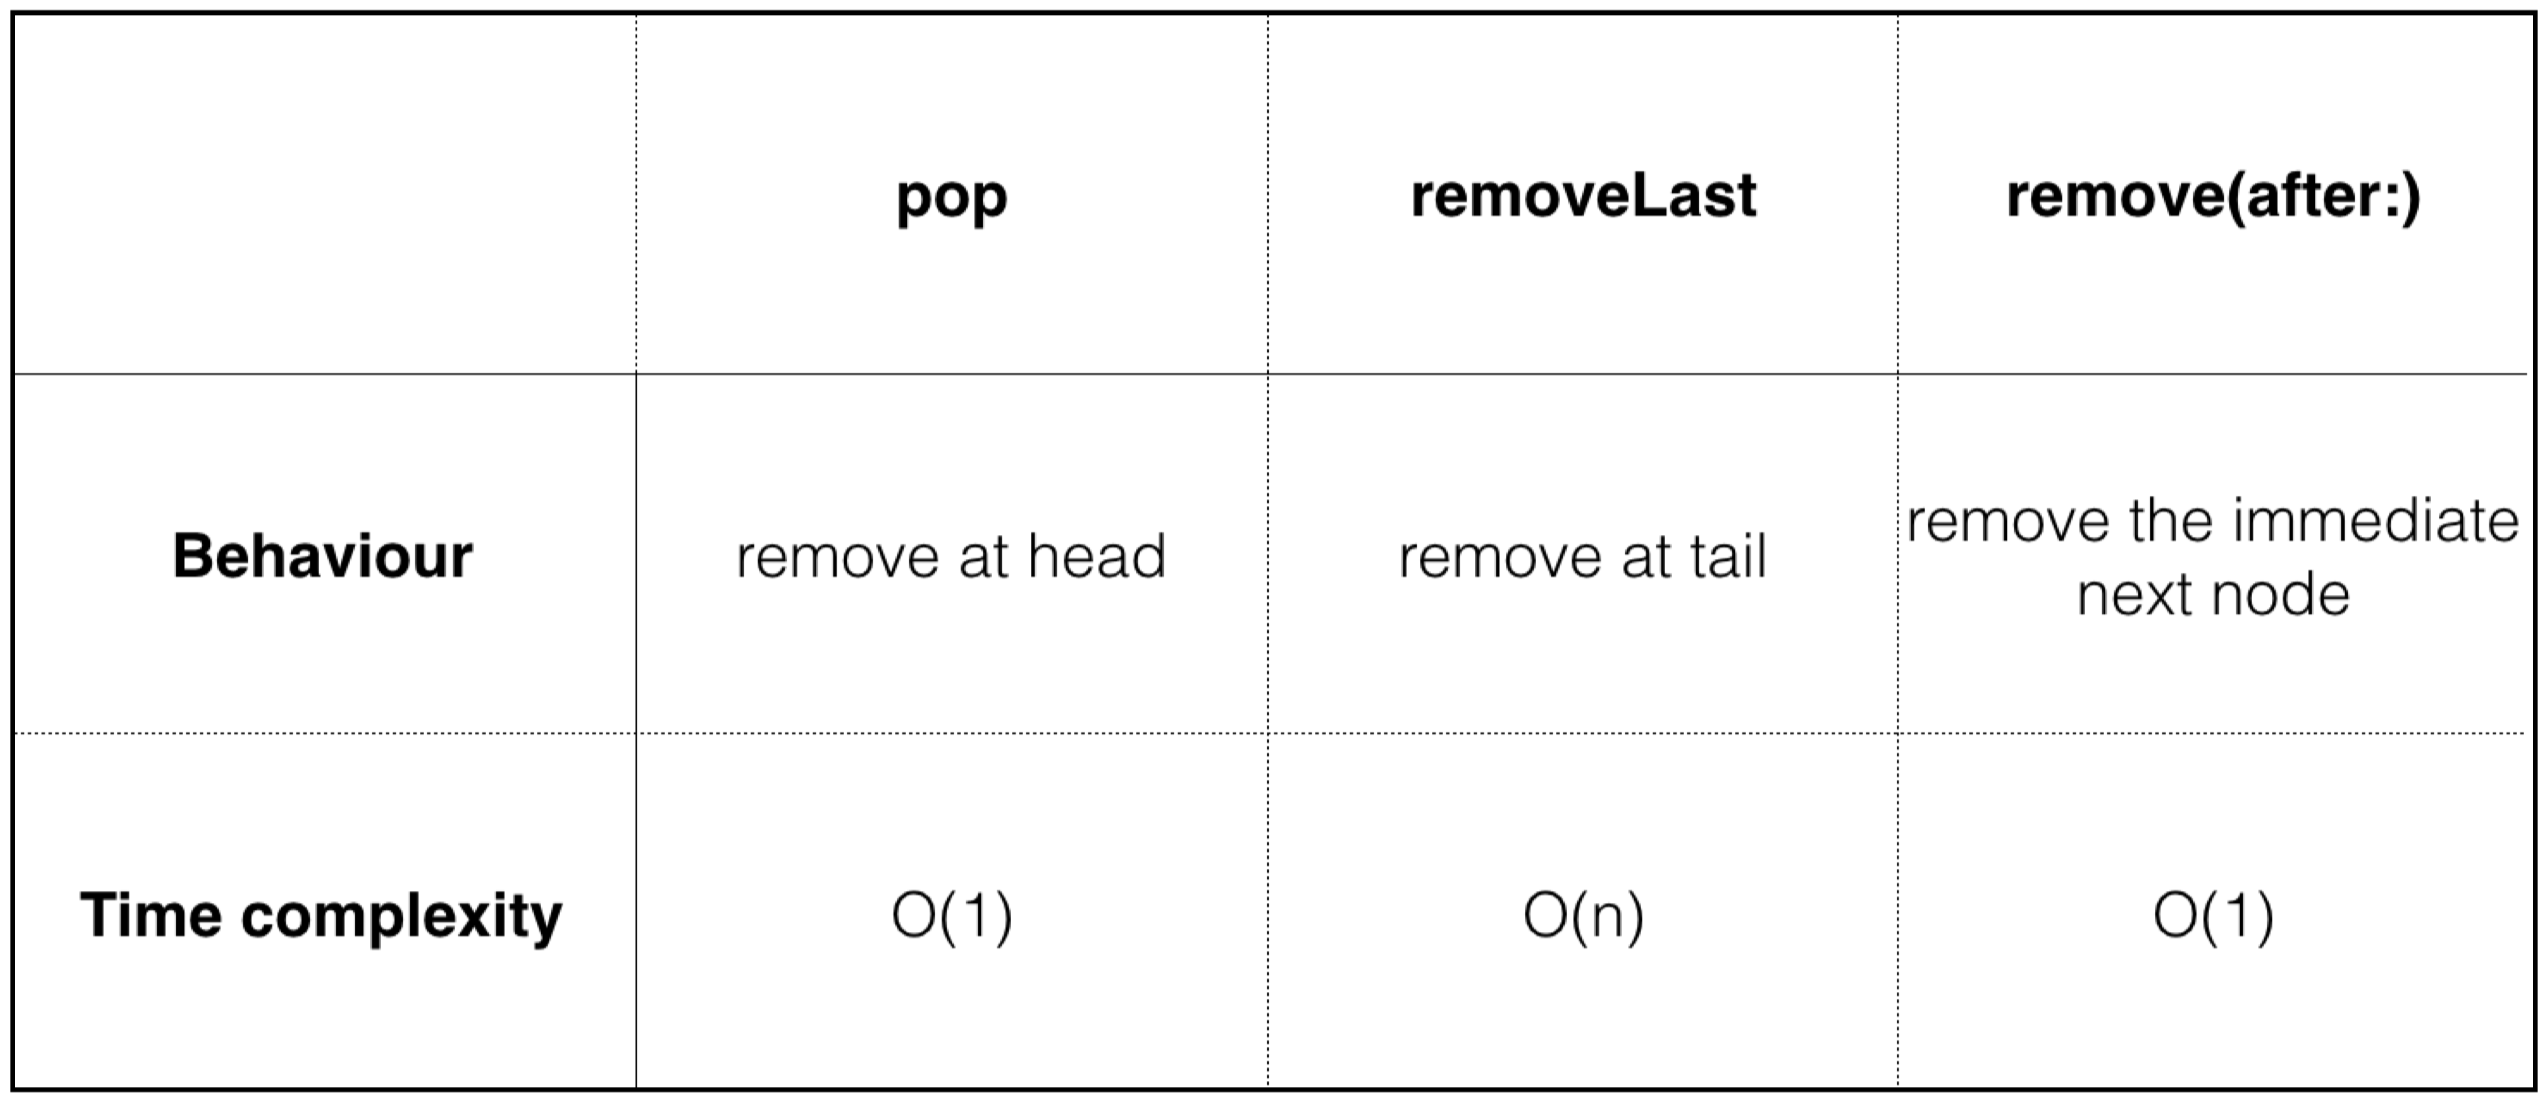 pop
removeLast
remove(after:)
Behaviour
remove at head
remove at tail
remove the immediate
next node
Time complexity
O(1)
O(n)
O(1)